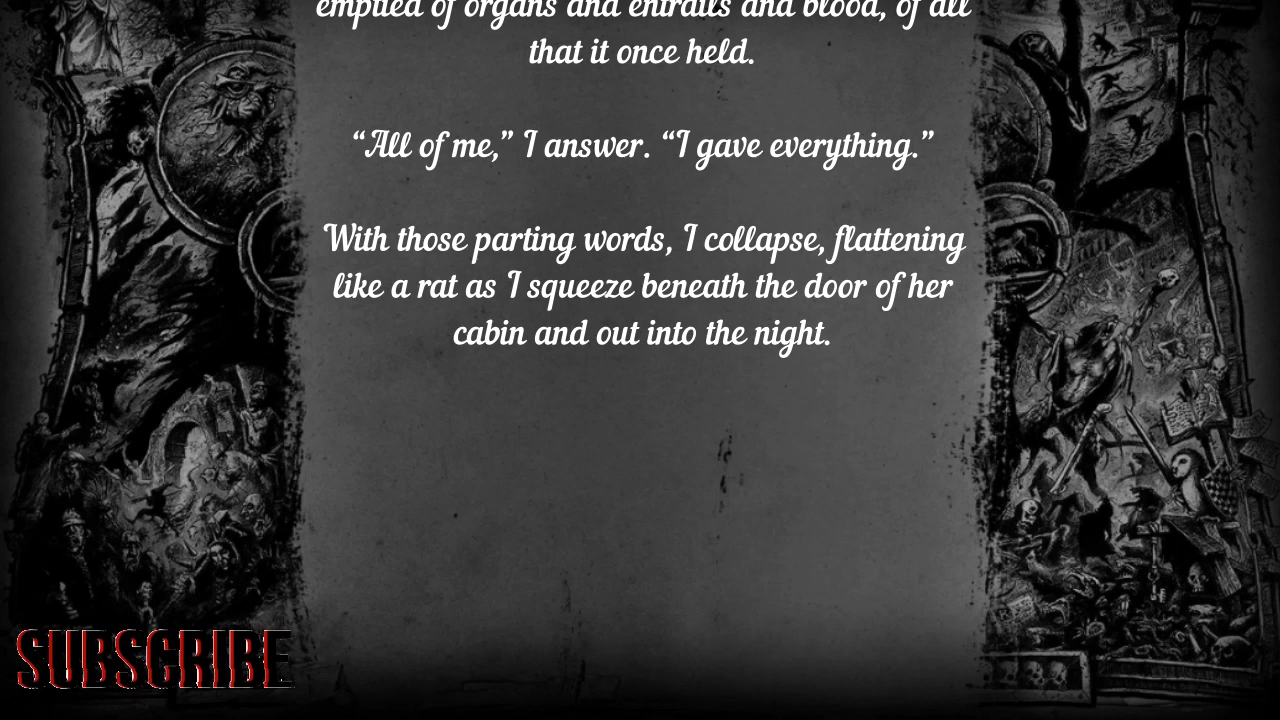 emptied of organs and entrails and blood, of all
that it once held.
“All of me,” I answer. “I gave everything.”
With those parting words, I collapse, flattening
like a rat as I squeeze beneath the door of her
cabin and out into the night.
SUBSCRIBE